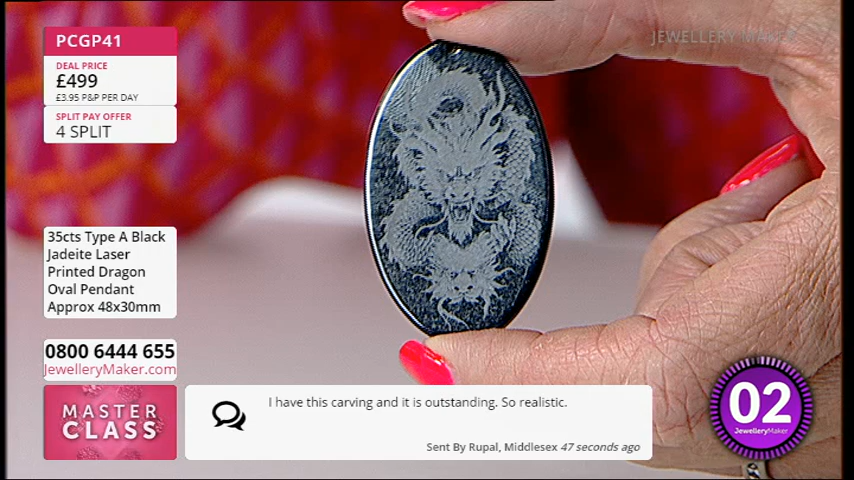 PCGP41
DEAL PRICE
£499
£3.95 P&P PER DAY
SPLIT PAY OFFER
4 SPLIT
35cts Type A Black
Jadeite Laser
Printed Dragon
Oval Pendant
Approx 48x30mm
0800 6444 655
JewelleryMaker.com
MASTER
CLASS
I have this carving and it is outstanding. So realistic.
Sent By Rupal, Middlesex 47 seconds ago
JEWELLERY MAKER
02
JewelleryMaker